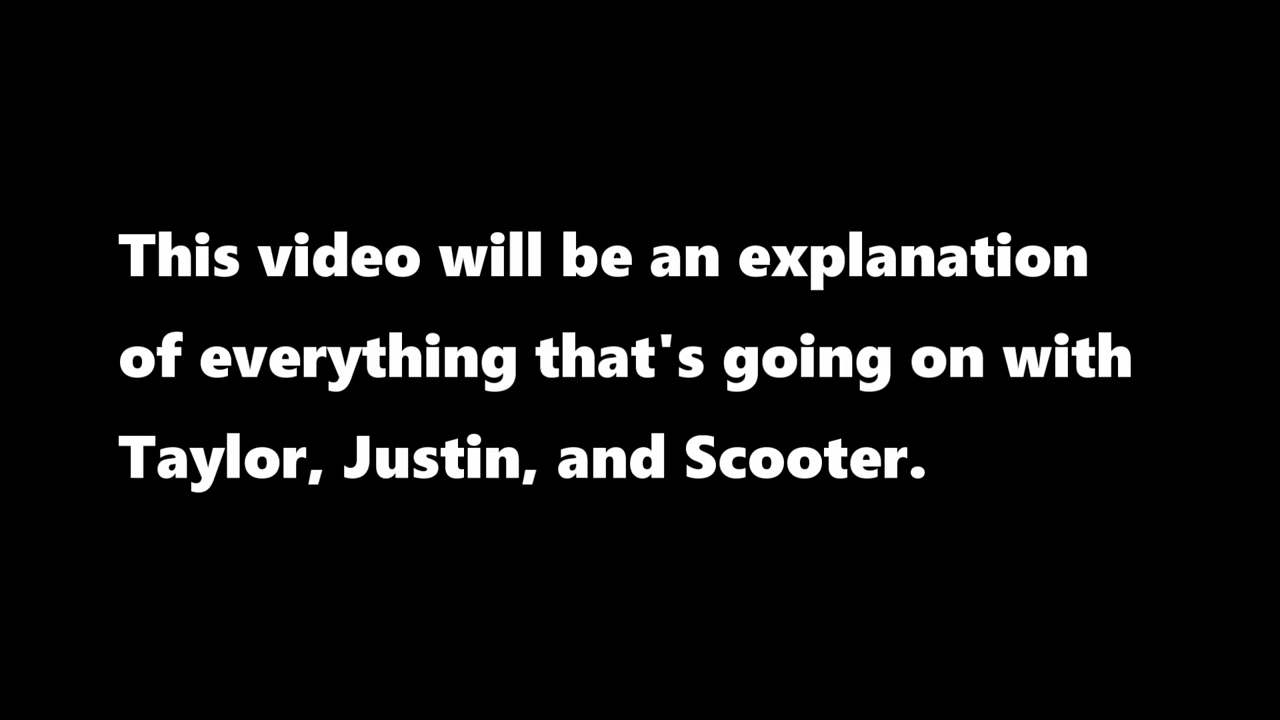 This video will be an explanation
of everything that's going on with
Taylor, Justin, and Scooter.